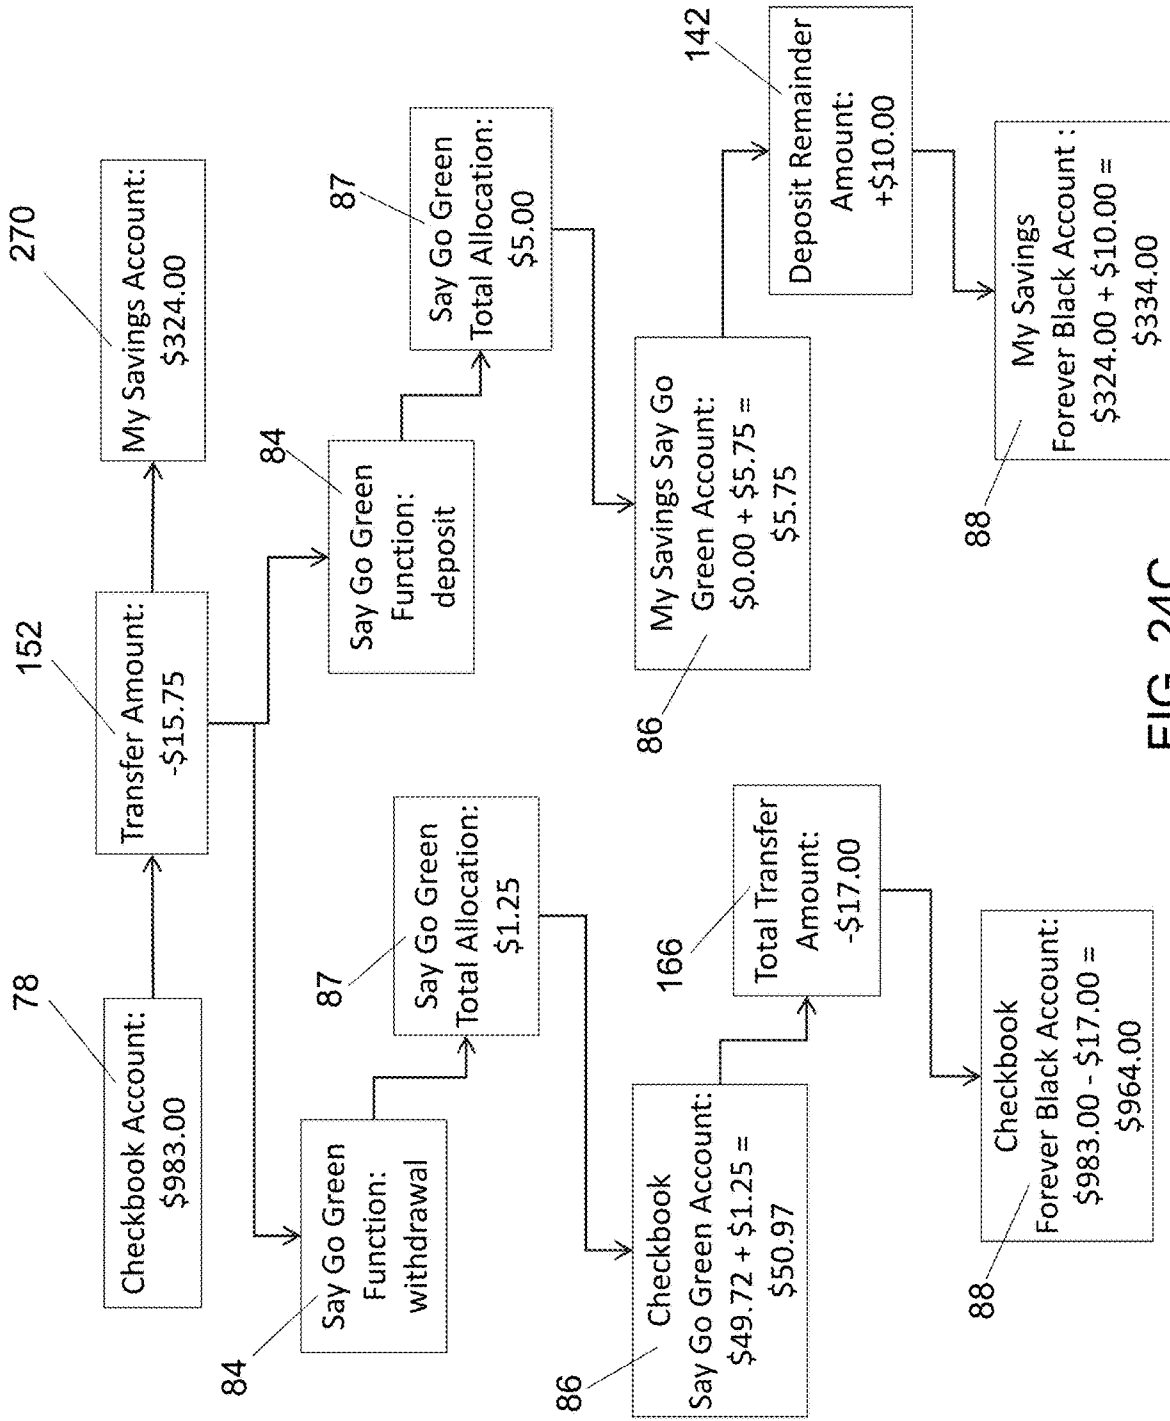 78
Checkbook Account:
$983.00
152
Transfer Amount:
-$15.75
270
My Savings Account:
$324.00
84
Say Go Green
Function:
withdrawal
87
Say Go Green
Total Allocation:
$1.25
84
Say Go Green
Function:
deposit
87
Say Go Green
Total Allocation:
$5.00
86
Checkbook
Say Go Green Account:
$49.72 + $1.25 =
$50.97
166
Total Transfer
Amount:
-$17.00
86
My Savings Say Go
Green Account:
$0.00 + $5.75 =
$5.75
142
Deposit Remainder
Amount:
+$10.00
88
Checkbook
Forever Black Account:
$983.00 - $17.00 =
$964.00
88
My Savings
Forever Black Account :
$324.00 + $10.00 =
$334.00
FIG. 24C